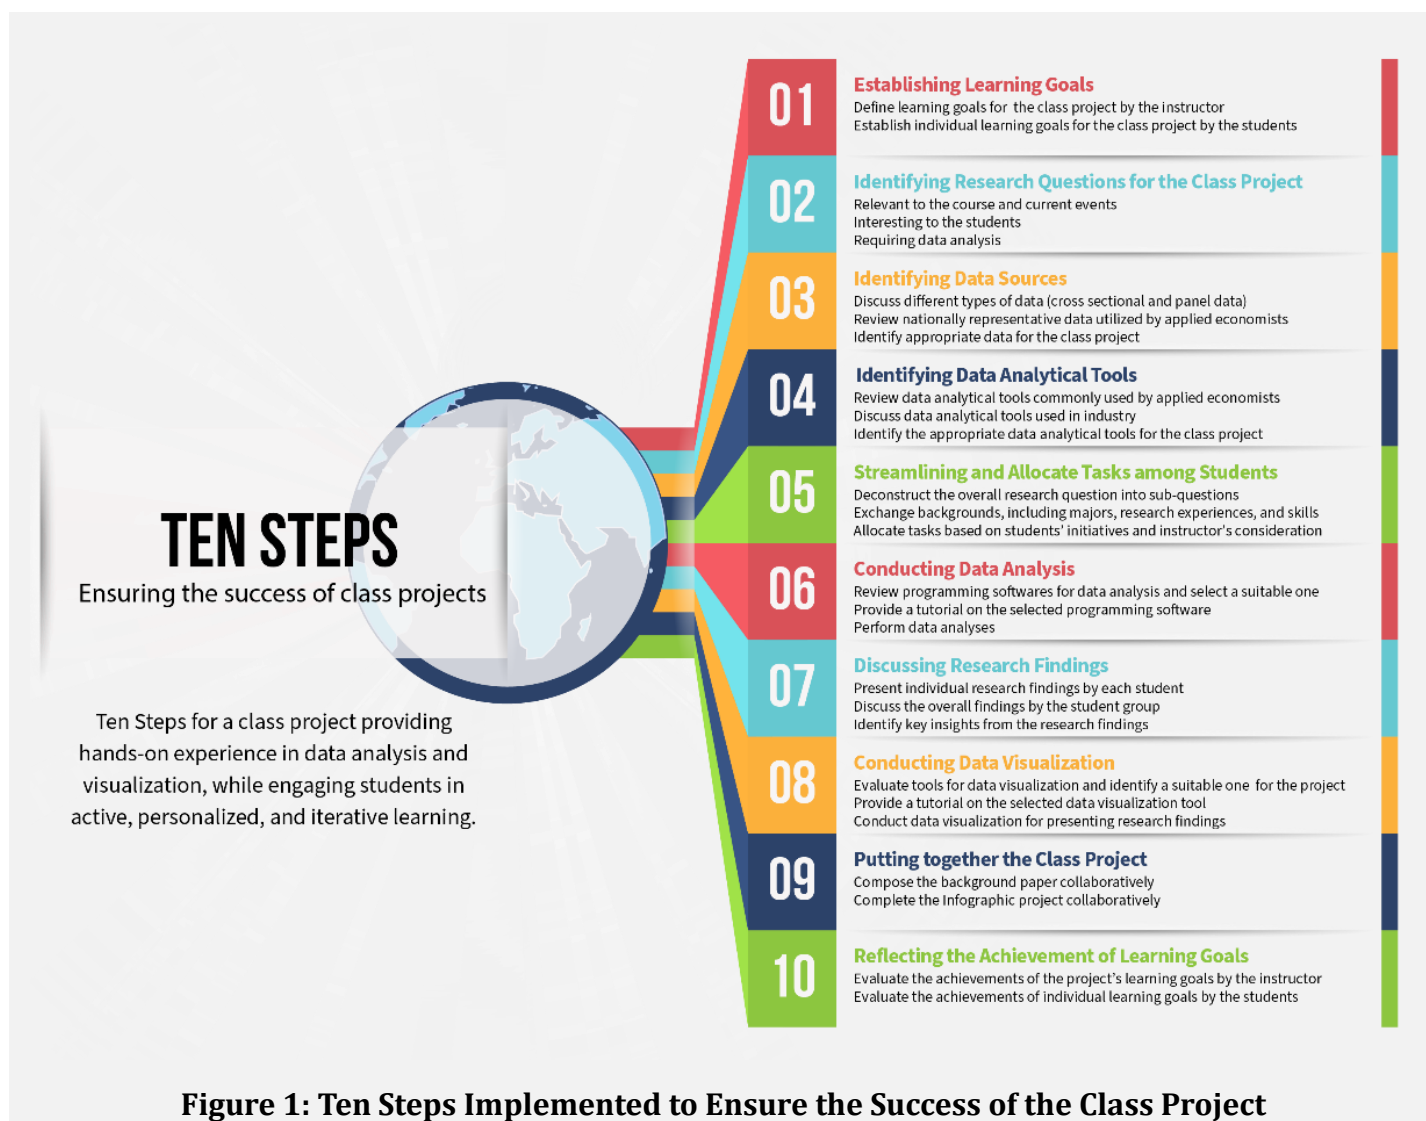 TEN STEPS
Ensuring the success of class projects
Ten Steps for a class project providing
hands-on experience in data analysis and
visualization, while engaging students in
active, personalized, and iterative learning.
01
Establishing Learning Goals
Define learning goals for the class project by the instructor
Establish individual learning goals for the class project by the students
02
Identifying Research Questions for the Class Project
Relevant to the course and current events
Interesting to the students
Requiring data analysis
03
Identifying Data Sources
Discuss different types of data (cross sectional and panel data)
Review nationally representative data utilized by applied economists
Identify appropriate data for the class project
04
Identifying Data Analytical Tools
Review data analytical tools commonly used by applied economists
Discuss data analytical tools used in industry
Identify the appropriate data analytical tools for the class project
05
Streamlining and Allocate Tasks among Students
Deconstruct the overall research question into sub-questions
Exchange backgrounds, including majors, research experiences, and skills
Allocate tasks based on students' initiatives and instructor's consideration
06
Conducting Data Analysis
Review programming softwares for data analysis and select a suitable one
Provide a tutorial on the selected programming software
Perform data analyses
07
Discussing Research Findings
Present individual research findings by each student
Discuss the overall findings by the student group
Identify key insights from the research findings
08
Conducting Data Visualization
Evaluate tools for data visualization and identify a suitable one for the project
Provide a tutorial on the selected data visualization tool
Conduct data visualization for presenting research findings
09
Putting together the Class Project
Compose the background paper collaboratively
Complete the Infographic project collaboratively
10
Reflecting the Achievement of Learning Goals
Evaluate the achievements of the project's learning goals by the instructor
Evaluate the achievements of individual learning goals by the students
Figure 1: Ten Steps Implemented to Ensure the Success of the Class Project